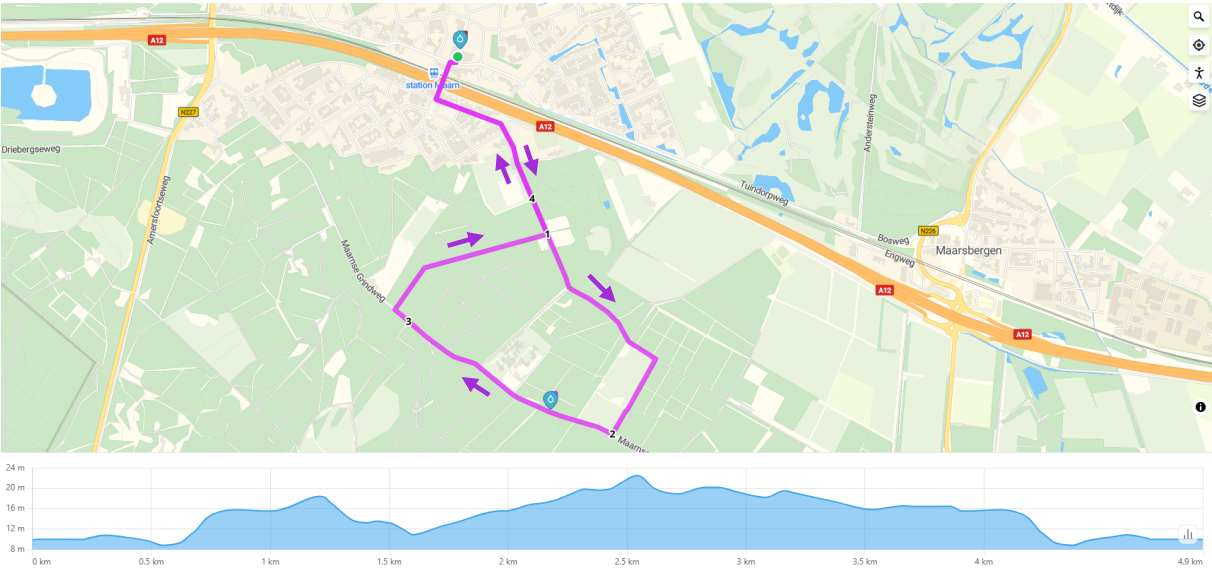 A12
station Maarn
N227
A12
Driebergseweg
Andersteinweg
Amersfoortseweg
Tuindorpweg
4
1
N226
Bosweg
Maarsbergen
Engweg
Maarnse Grindweg
A12
3
A12
2
Maarns
24 m
20 m
16 m
12 m
8 m
0 km
0.5 km
1 km
1.5 km
2 km
2.5 km
3 km
3.5 km
4 km
4.9 km